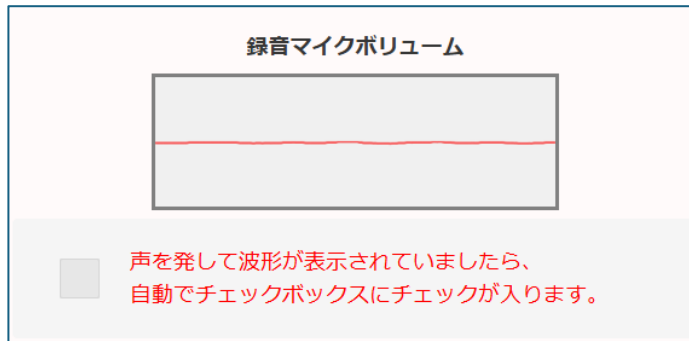 録音マイクボリューム
声を発して波形が表示されていましたら、
自動でチェックボックスにチェックが入ります。